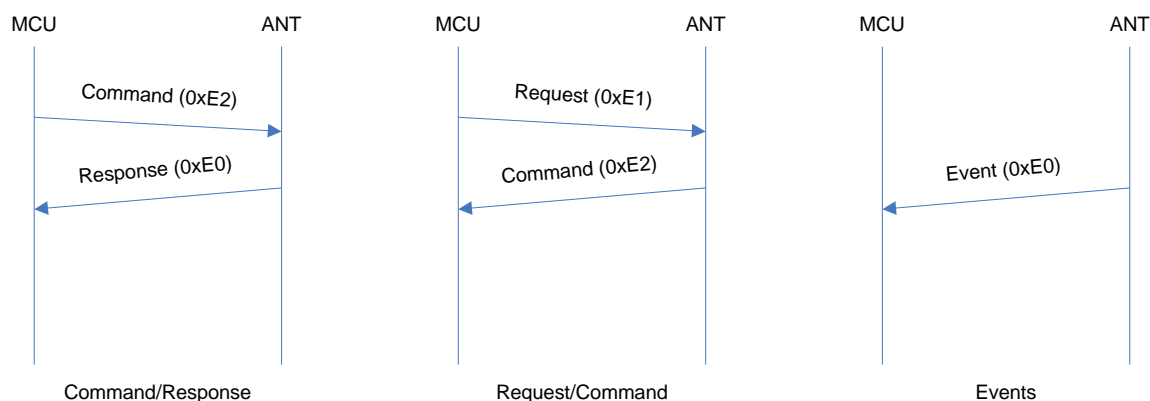 MCU ANT
Command (0xE2)
Response (0xE0)
Command/Response
MCU ANT
Request (0xE1)
Command (0xE2)
Request/Command
MCU ANT
Event (0xE0)
Events